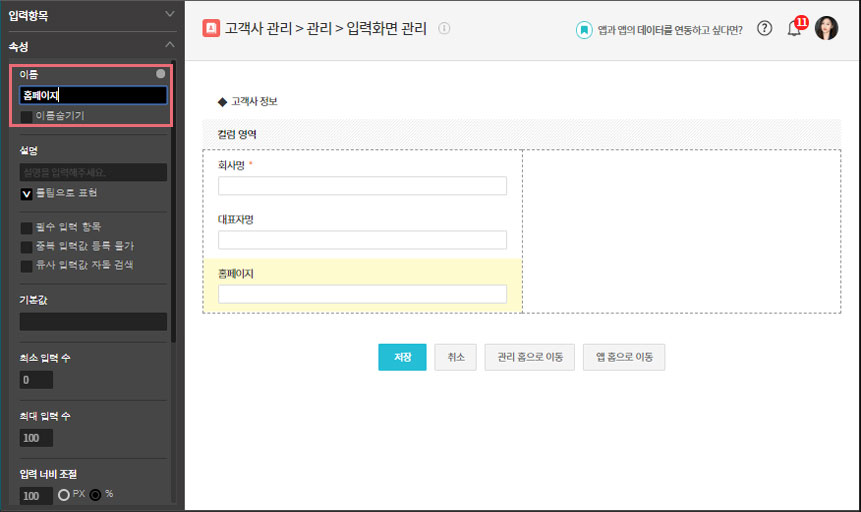 입력항목
속성
이름
홈페이지
이름숨기기
설명
설명을 입력해주세요.
툴팁으로 표현
필수 입력 항목
중복 입력값 등록 불가
유사 입력값 자동 검색
기본값
최소 입력 수
0
최대 입력 수
100
입력 너비 조절
100 PX %
고객사 관리 > 관리 > 입력화면 관리
앱과 앱의 데이터를 연동하고 싶다면?
11
◆ 고객사 정보
컬럼 영역
회사명 *
대표자명
홈페이지
저장 취소 관리 홈으로 이동 앱 홈으로 이동